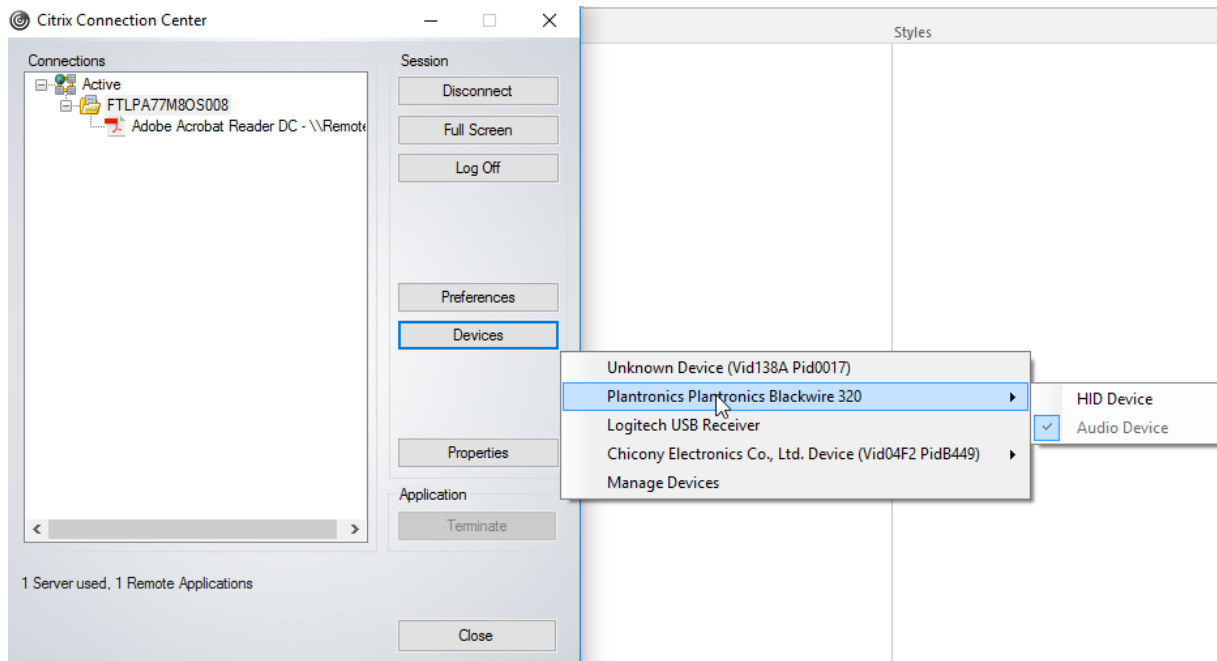 Citrix Connection Center
Styles
Connections
Active
FTLPA77M8OS008
Adobe Acrobat Reader DC - \\Remote
Session
Disconnect
Full Screen
Log Off
Preferences
Devices
Properties
Application
Terminate
Unknown Device (Vid138A Pid0017)
Plantronics Plantronics Blackwire 320
Logitech USB Receiver
Chicony Electronics Co., Ltd. Device (Vid04F2 PidB449)
Manage Devices
HID Device
Audio Device
1 Server used, 1 Remote Applications
Close